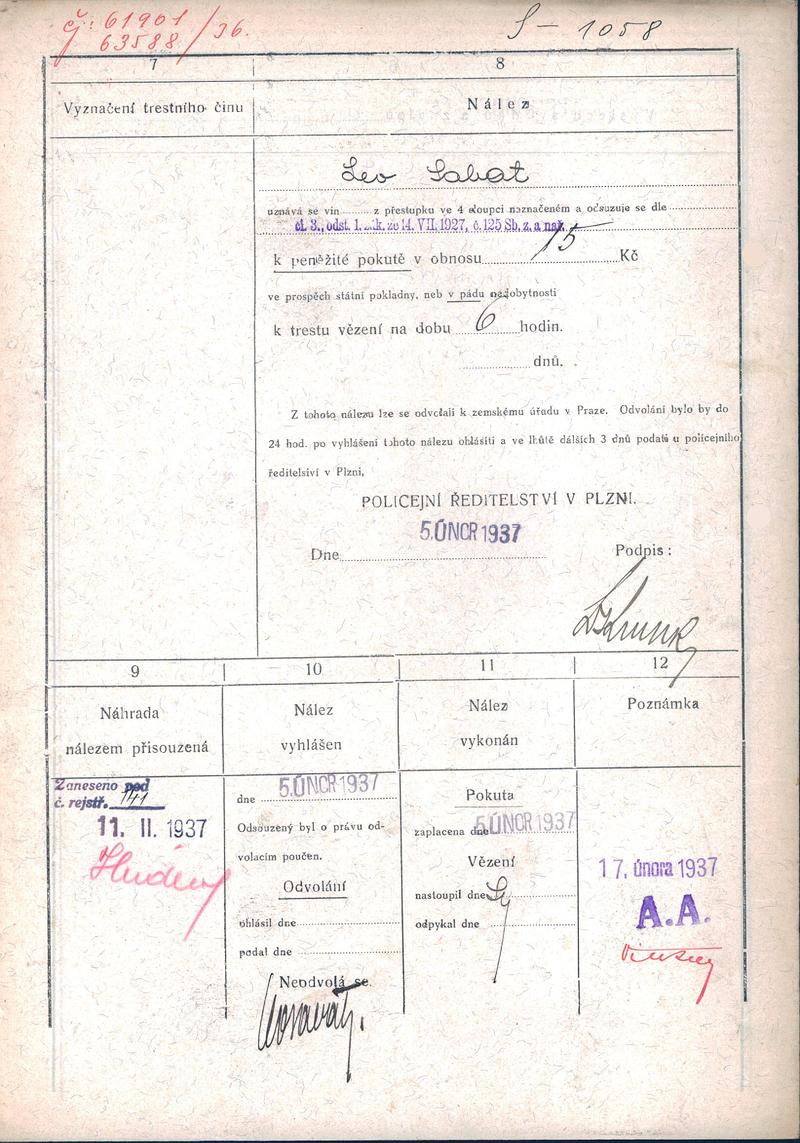 č: 61901 / 36.
63588
S - 1058
7
8
Vyznačení trestního činu
Nález
Leo Sabat
uznává se vin z přestupku ve 4 sloupci naznačeném a odsuzuje se dle
čl. 3., odst. 1. zák. ze 14. VII. 1927, č. 125 Sb. z. a nař.
k peněžité pokutě v obnosu 15 Kč
ve prospěch státní pokladny, neb v pádu nedobytnosti
k trestu vězení na dobu 6 hodin.
dnů.
Z tohoto nálezu lze se odvolati k zemskému úřadu v Praze. Odvolání bylo by do
24 hod. po vyhlášení tohoto nálezu ohlásiti a ve lhůtě dalších 3 dnů podati u policejního
ředitelsiví v Plzni,
POLICEJNÍ ŘEDITELSTVÍ V PLZNI.
Dne 5. ÚNOR 1937
Podpis :
9
10
11
12
Náhrada
nálezem přisouzená
Nález
vyhlášen
Nález
vykonán
Poznámka
Zaneseno pod
č. rejstř. 141
11. II. 1937
dne 5. ÚNOR 1937
Odsouzený byl o právu od-
volacím poučen.
Odvolání
ohlásil dne
podal dne
Neodvolá se.
Pokuta
zaplacena dne 5. ÚNOR 1937
Vězení
nastoupil dne
odpykal dne
17. února 1937
A.A.